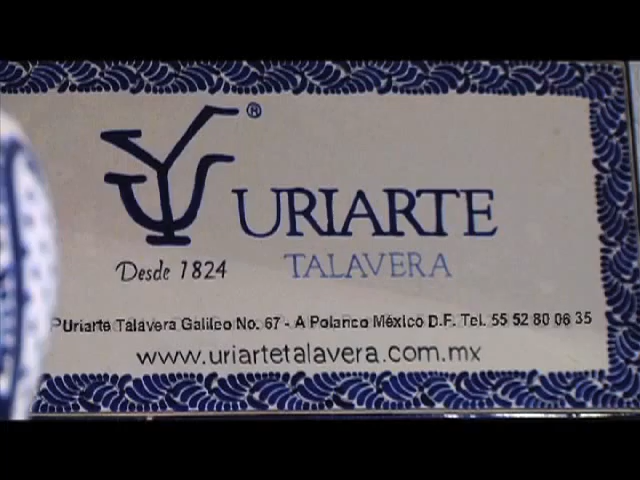 ®
URIARTE
Desde 1824
TALAVERA
Uriarte Talavera Galileo No. 67 - A Polanco México D.F. Tel. 55 52 80 06 35
www.uriartetalavera.com.mx